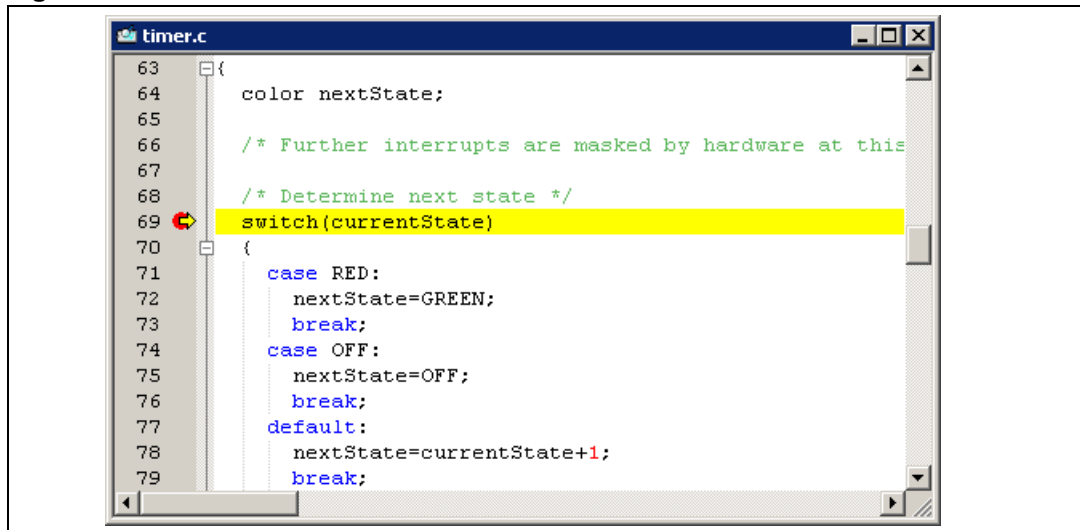 timer.c
63 {
64 color nextState;
65
66 /* Further interrupts are masked by hardware at this
67
68 /* Determine next state */
69 switch(currentState)
70 {
71 case RED:
72 nextState=GREEN;
73 break;
74 case OFF:
75 nextState=OFF;
76 break;
77 default:
78 nextState=currentState+1;
79 break;